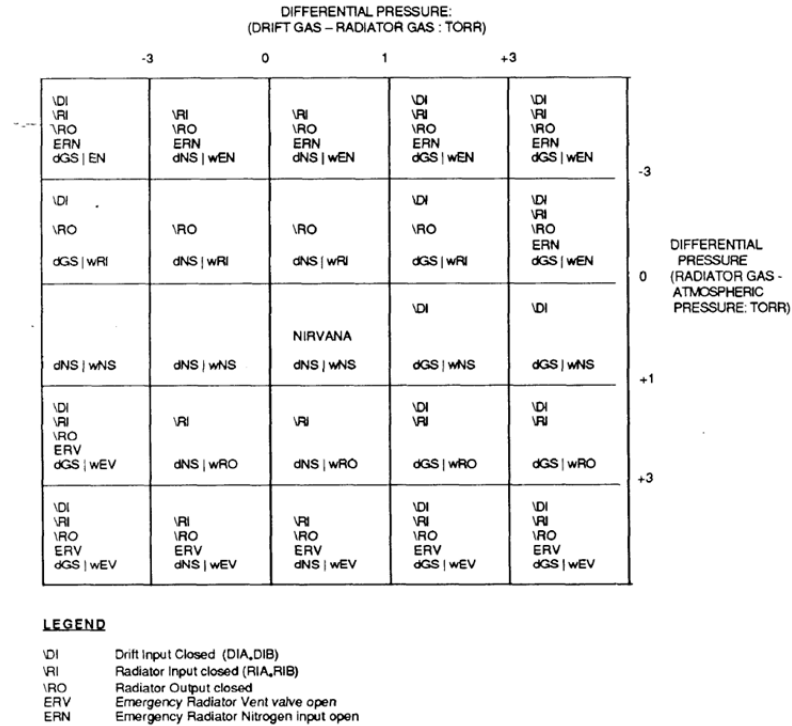 DIFFERENTIAL PRESSURE:
(DRIFT GAS – RADIATOR GAS : TORR)
-3 0 1 +3
\DI \DI \DI
\RI \RI \RI \RI \RI
\RO \RO \RO \RO \RO
ERN ERN ERN ERN ERN
dGS | EN dNS | wEN dNS | wEN dGS | wEN dGS | wEN
-3
\DI \DI \DI
\RI
\RO \RO \RO \RO \RO
ERN
dGS | wRI dNS | wRI dNS | wRI dGS | wRI dGS | wEN
0
DIFFERENTIAL
PRESSURE
(RADIATOR GAS -
ATMOSPHERIC
PRESSURE: TORR)
\DI \DI
NIRVANA
dNS | wNS dNS | wNS dNS | wNS dGS | wNS dGS | wNS
+1
\DI \DI \DI
\RI \RI \RI \RI \RI
\RO
ERV
dGS | wEV dNS | wRO dNS | wRO dGS | wRO dGS | wRO
+3
\DI \DI \DI
\RI \RI \RI \RI \RI
\RO \RO \RO \RO \RO
ERV ERV ERV ERV ERV
dGS | wEV dNS | wEV dNS | wEV dGS | wEV dGS | wEV
LEGEND
\DI Drift Input Closed (DIA,DIB)
\RI Radiator Input closed (RIA,RIB)
\RO Radiator Output closed
ERV Emergency Radiator Vent valve open
ERN Emergency Radiator Nitrogen input open